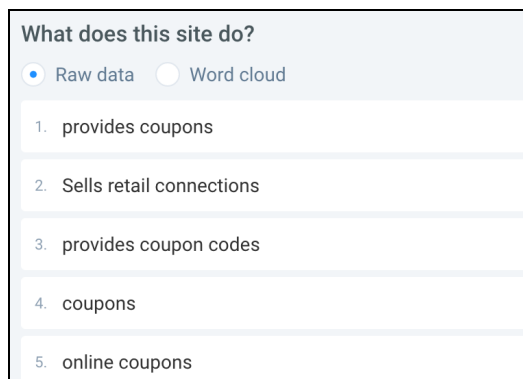 What does this site do?
Raw data Word cloud
1. provides coupons
2. Sells retail connections
3. provides coupon codes
4. coupons
5. online coupons